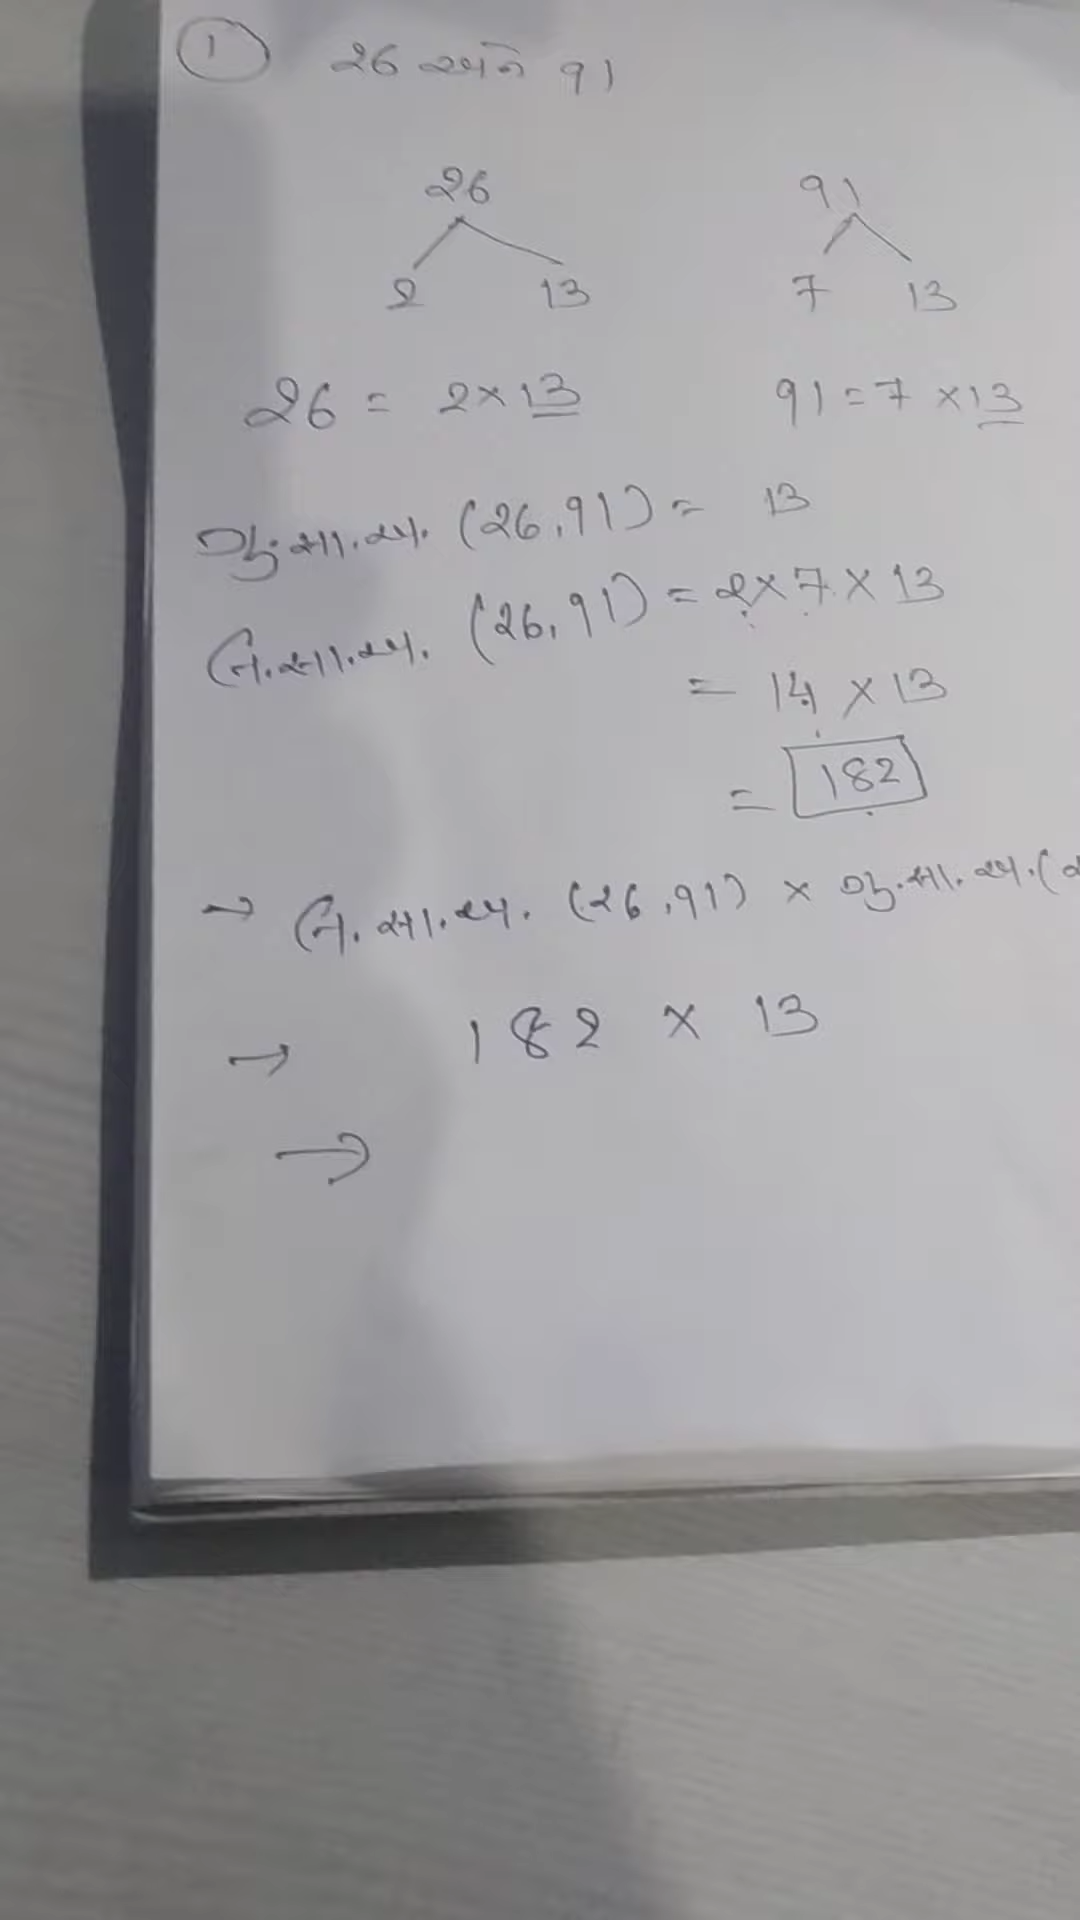 1 26 અને 91
26 91
2 13 7 13
26 = 2 × 13 91 = 7 × 13
ગુ.સા.અ. (26, 91) = 13
લ.સા.અ. (26, 91) = 2 × 7 × 13
= 14 × 13
= 182
→ લ.સા.અ. (26, 91) × ગુ.સા.અ. (2
→ 182 × 13
→